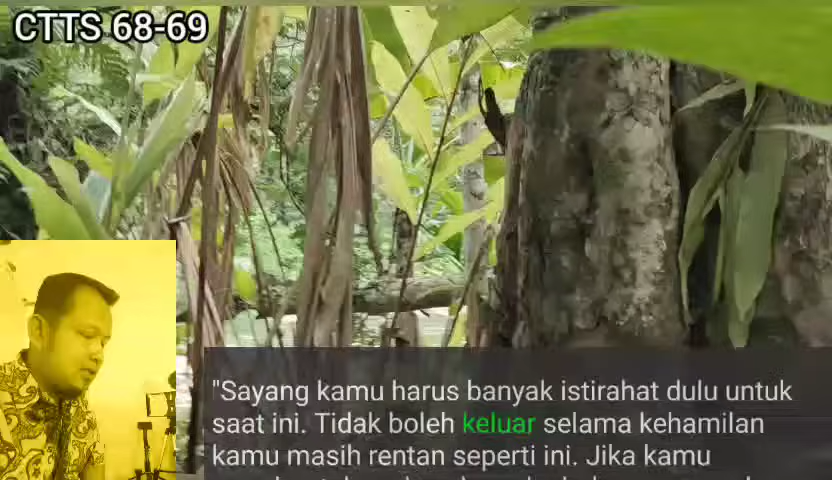 CTTS 68-69
"Sayang kamu harus banyak istirahat dulu untuk
saat ini. Tidak boleh keluar selama kehamilan
kamu masih rentan seperti ini. Jika kamu